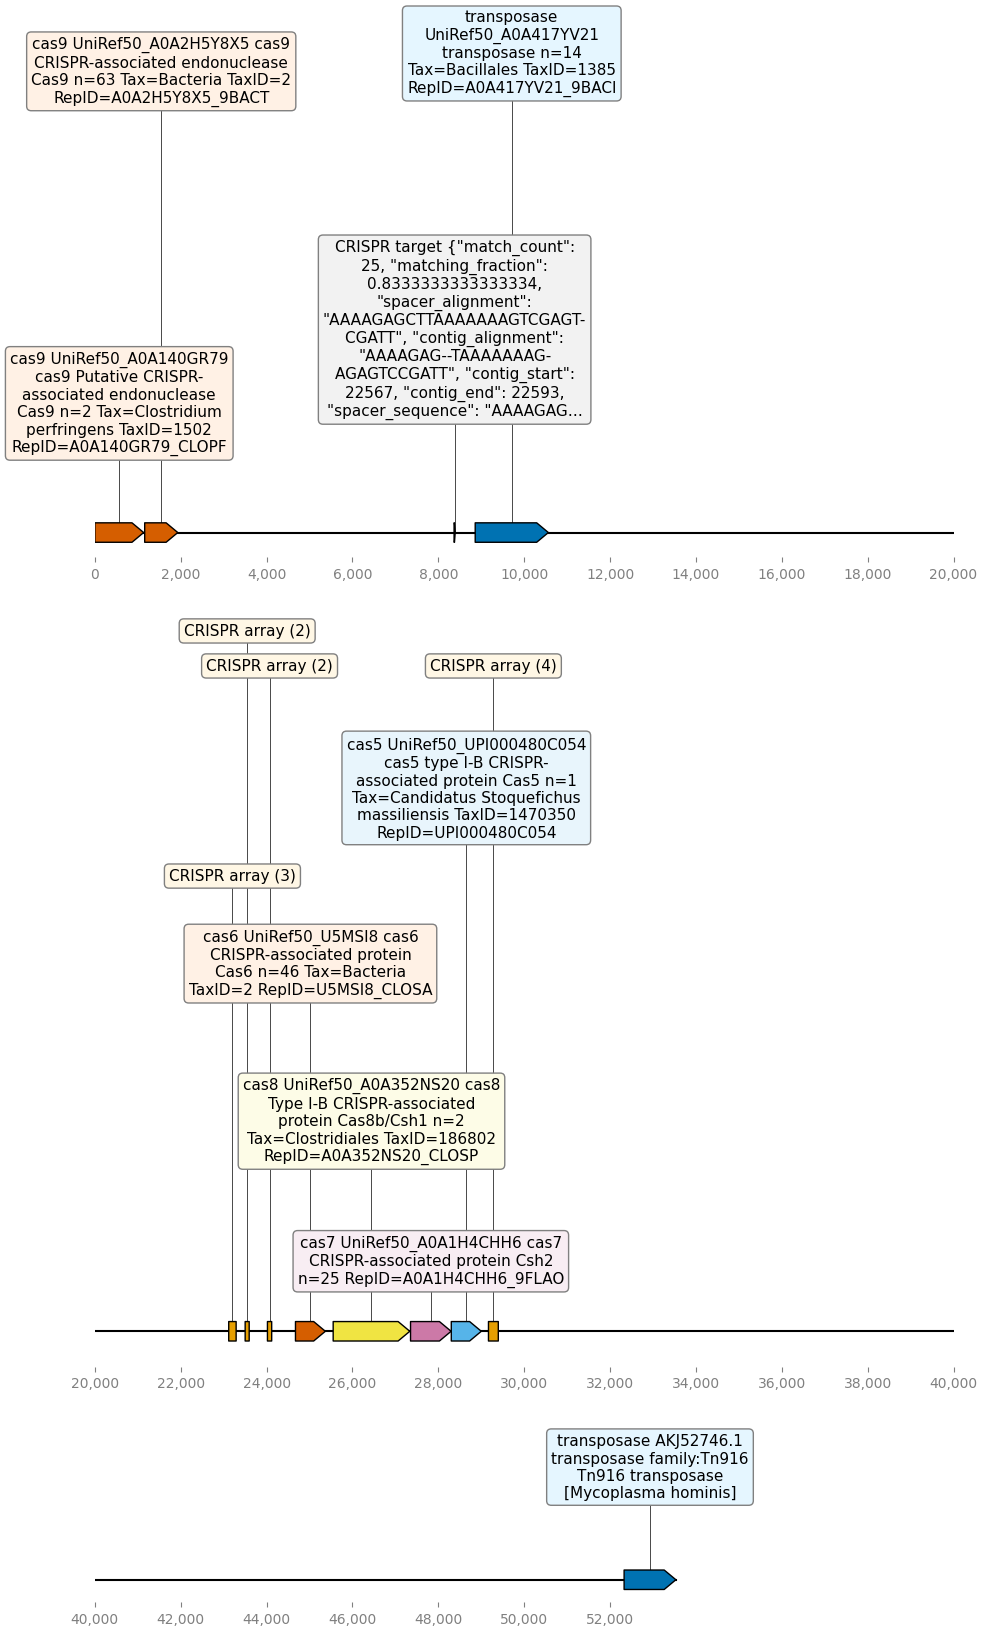 cas9 UniRef50_A0A2H5Y8X5 cas9
CRISPR-associated endonuclease
Cas9 n=63 Tax=Bacteria TaxID=2
RepID=A0A2H5Y8X5_9BACT
transposase
UniRef50_A0A417YV21
transposase n=14
Tax=Bacillales TaxID=1385
RepID=A0A417YV21_9BACI
CRISPR target {"match_count":
25, "matching_fraction":
0.8333333333333334,
"spacer_alignment":
"AAAAGAGCTTAAAAAAAGTCGAGT-
CGATT", "contig_alignment":
"AAAAGAG--TAAAAAAAG-
AGAGTCCGATT", "contig_start":
22567, "contig_end": 22593,
"spacer_sequence": "AAAAGAG...
cas9 UniRef50_A0A140GR79
cas9 Putative CRISPR-
associated endonuclease
Cas9 n=2 Tax=Clostridium
perfringens TaxID=1502
RepID=A0A140GR79_CLOPF
0 2,000 4,000 6,000 8,000 10,000 12,000 14,000 16,000 18,000 20,000
CRISPR array (2)
CRISPR array (2)
CRISPR array (4)
cas5 UniRef50_UPI000480C054
cas5 type I-B CRISPR-
associated protein Cas5 n=1
Tax=Candidatus Stoquefichus
massiliensis TaxID=1470350
RepID=UPI000480C054
CRISPR array (3)
cas6 UniRef50_U5MSI8 cas6
CRISPR-associated protein
Cas6 n=46 Tax=Bacteria
TaxID=2 RepID=U5MSI8_CLOSA
cas8 UniRef50_A0A352NS20 cas8
Type I-B CRISPR-associated
protein Cas8b/Csh1 n=2
Tax=Clostridiales TaxID=186802
RepID=A0A352NS20_CLOSP
cas7 UniRef50_A0A1H4CHH6 cas7
CRISPR-associated protein Csh2
n=25 RepID=A0A1H4CHH6_9FLAO
20,000 22,000 24,000 26,000 28,000 30,000 32,000 34,000 36,000 38,000 40,000
transposase AKJ52746.1
transposase family:Tn916
Tn916 transposase
[Mycoplasma hominis]
40,000 42,000 44,000 46,000 48,000 50,000 52,000